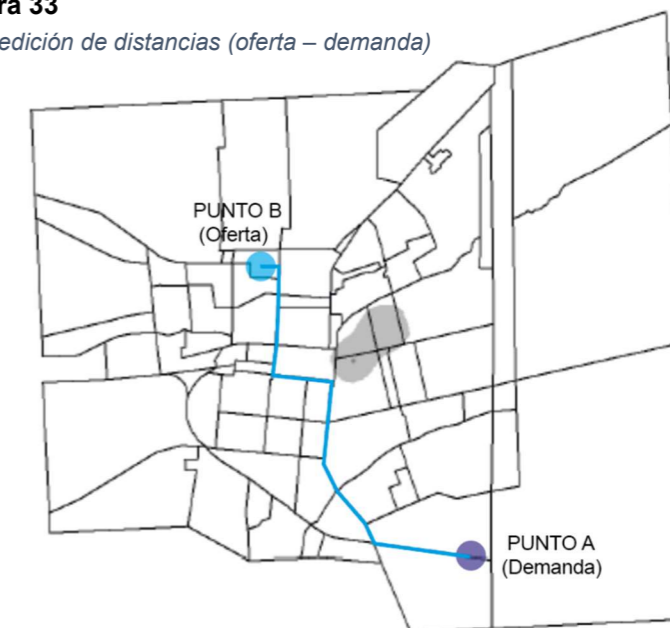 ra 33
edición de distancias (oferta – demanda)
PUNTO B
(Oferta)
PUNTO A
(Demanda)